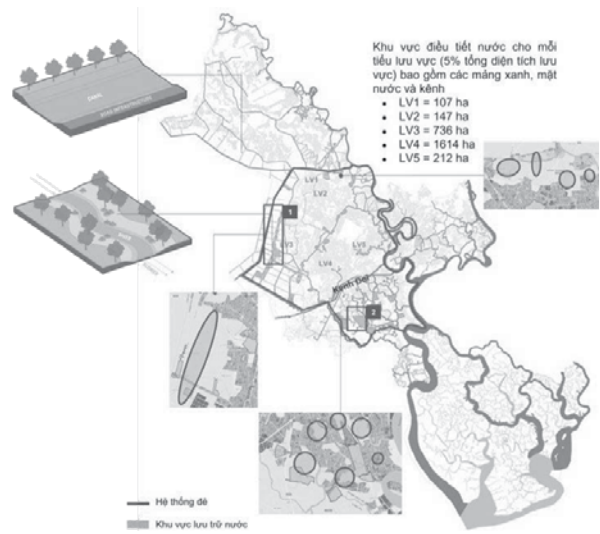 Khu vực điều tiết nước cho mỗi
tiểu lưu vực (5% tổng diện tích lưu
vực) bao gồm các mảng xanh, mặt
nước và kênh
• LV1 = 107 ha
• LV2 = 147 ha
• LV3 = 736 ha
• LV4 = 1614 ha
• LV5 = 212 ha
LV1
LV2
1
LV3
LV5
LV4
2
Hệ thống đê
Khu vực lưu trữ nước